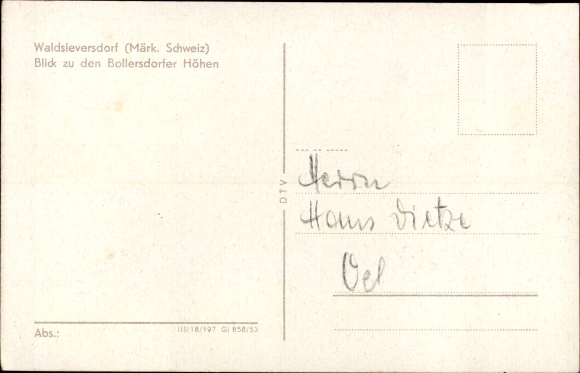 Waldsieversdorf (Märk. Schweiz)
Blick zu den Bollersdorfer Höhen
DTV
Herrn
Hans Dietze
Oel
Abs.:
III/18/197 Gl 858/53